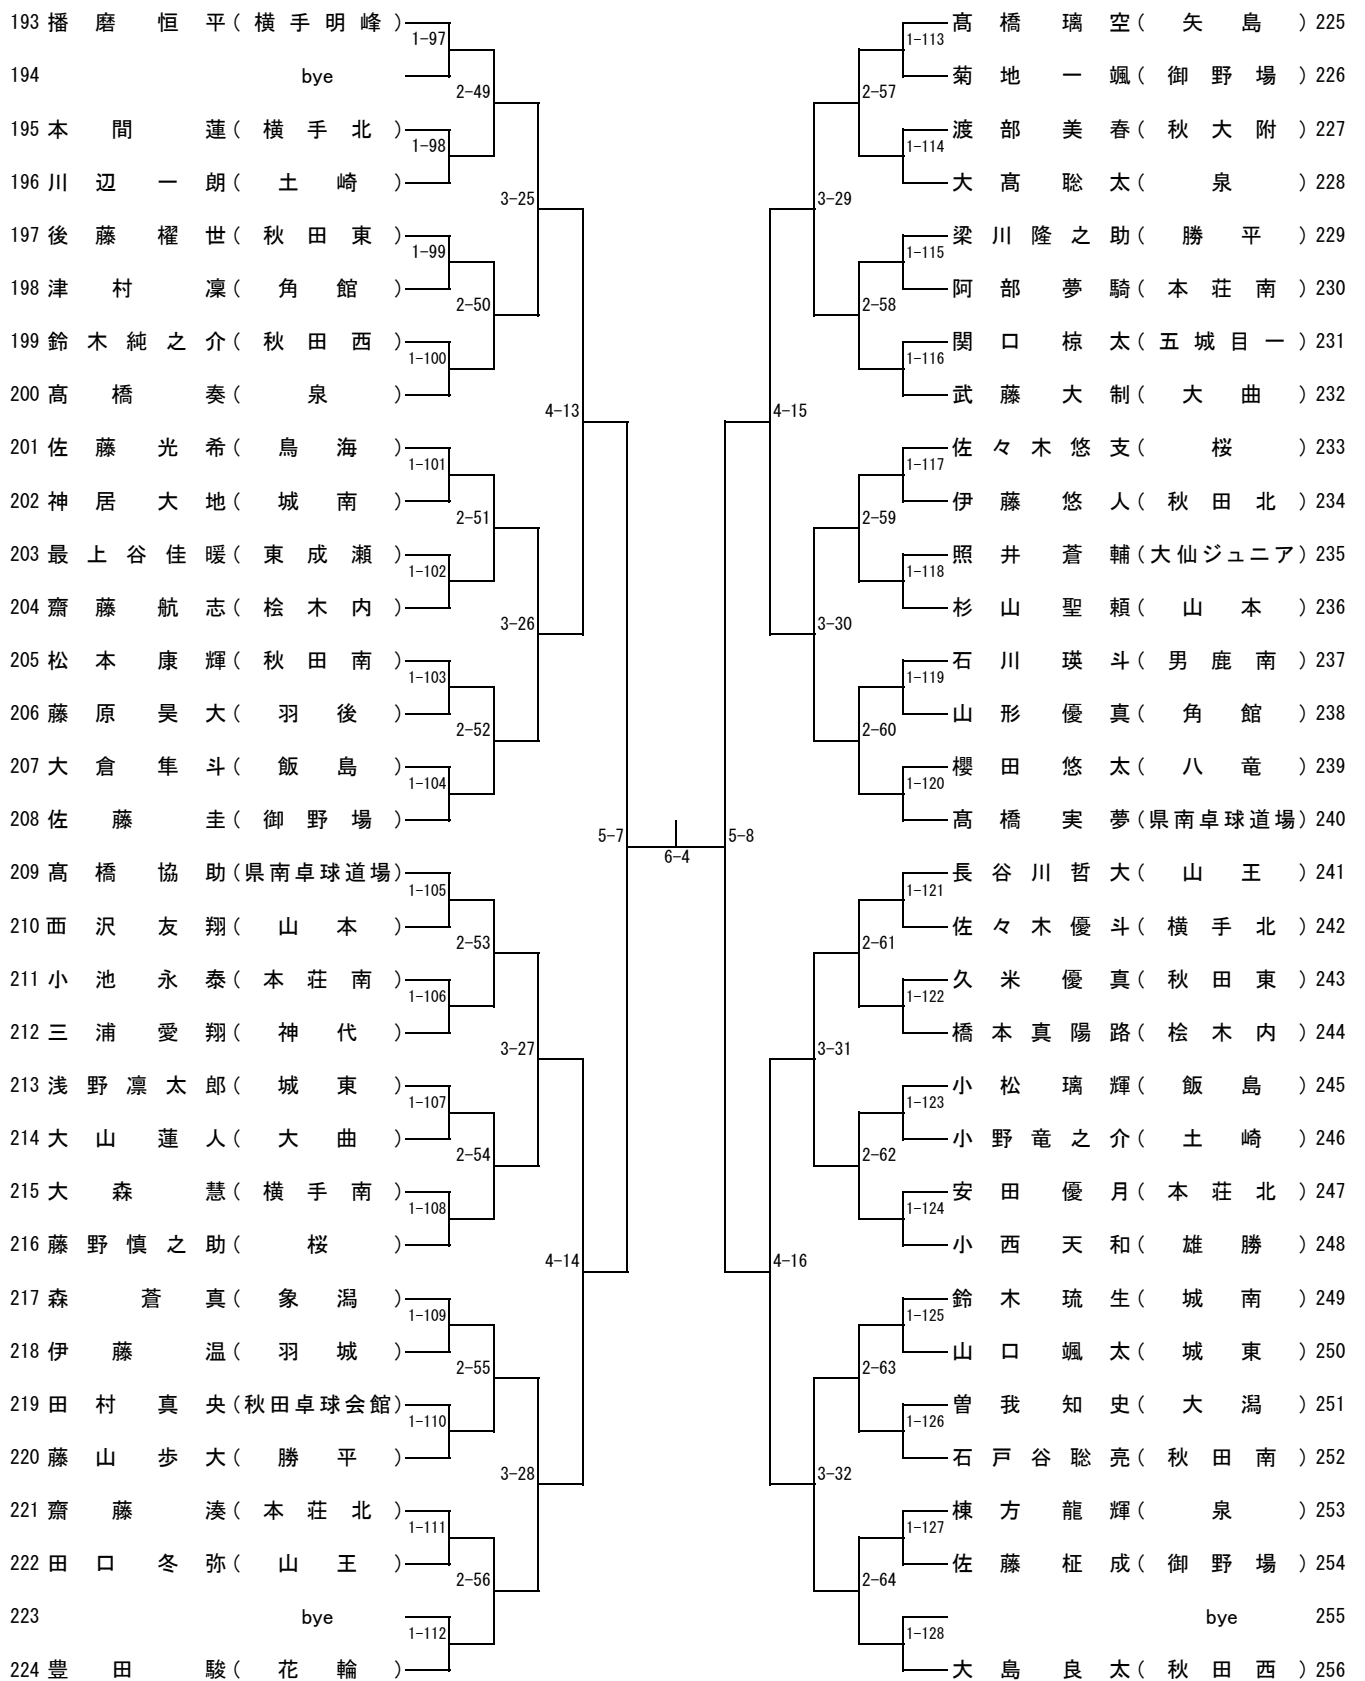 193 播磨恒平(横手明峰)
1-97
194 bye
2-49
195 本間蓮(横手北)
1-98
196 川辺一朗(土崎)
3-25
197 後藤櫂世(秋田東)
1-99
198 津村凜(角館)
2-50
199 鈴木純之介(秋田西)
1-100
200 髙橋奏(泉)
4-13
201 佐藤光希(鳥海)
1-101
202 神居大地(城南)
2-51
203 最上谷佳暖(東成瀬)
1-102
204 齋藤航志(桧木内)
3-26
205 松本康輝(秋田南)
1-103
206 藤原昊大(羽後)
2-52
207 大倉隼斗(飯島)
1-104
208 佐藤圭(御野場)
5-7
209 髙橋協助(県南卓球道場)
1-105
210 西沢友翔(山本)
2-53
211 小池永泰(本荘南)
1-106
212 三浦愛翔(神代)
3-27
213 浅野凛太郎(城東)
1-107
214 大山蓮人(大曲)
2-54
215 大森慧(横手南)
1-108
216 藤野慎之助(桜)
4-14
217 森蒼真(象潟)
1-109
218 伊藤温(羽城)
2-55
219 田村真央(秋田卓球会館)
1-110
220 藤山歩大(勝平)
3-28
221 齋藤湊(本荘北)
1-111
222 田口冬弥(山王)
2-56
223 bye
1-112
224 豊田駿(花輪)
6-4
髙橋璃空(矢島) 225
1-113
菊地一颯(御野場) 226
2-57
渡部美春(秋大附) 227
1-114
大髙聡太(泉) 228
3-29
梁川隆之助(勝平) 229
1-115
阿部夢騎(本荘南) 230
2-58
関口椋太(五城目一) 231
1-116
武藤大制(大曲) 232
4-15
佐々木悠支(桜) 233
1-117
伊藤悠人(秋田北) 234
2-59
照井蒼輔(大仙ジュニア) 235
1-118
杉山聖頼(山本) 236
3-30
石川瑛斗(男鹿南) 237
1-119
山形優真(角館) 238
2-60
櫻田悠太(八竜) 239
1-120
髙橋実夢(県南卓球道場) 240
5-8
長谷川哲大(山王) 241
1-121
佐々木優斗(横手北) 242
2-61
久米優真(秋田東) 243
1-122
橋本真陽路(桧木内) 244
3-31
小松璃輝(飯島) 245
1-123
小野竜之介(土崎) 246
2-62
安田優月(本荘北) 247
1-124
小西天和(雄勝) 248
4-16
鈴木琉生(城南) 249
1-125
山口颯太(城東) 250
2-63
曽我知史(大潟) 251
1-126
石戸谷聡亮(秋田南) 252
3-32
棟方龍輝(泉) 253
1-127
佐藤柾成(御野場) 254
2-64
bye 255
1-128
大島良太(秋田西) 256